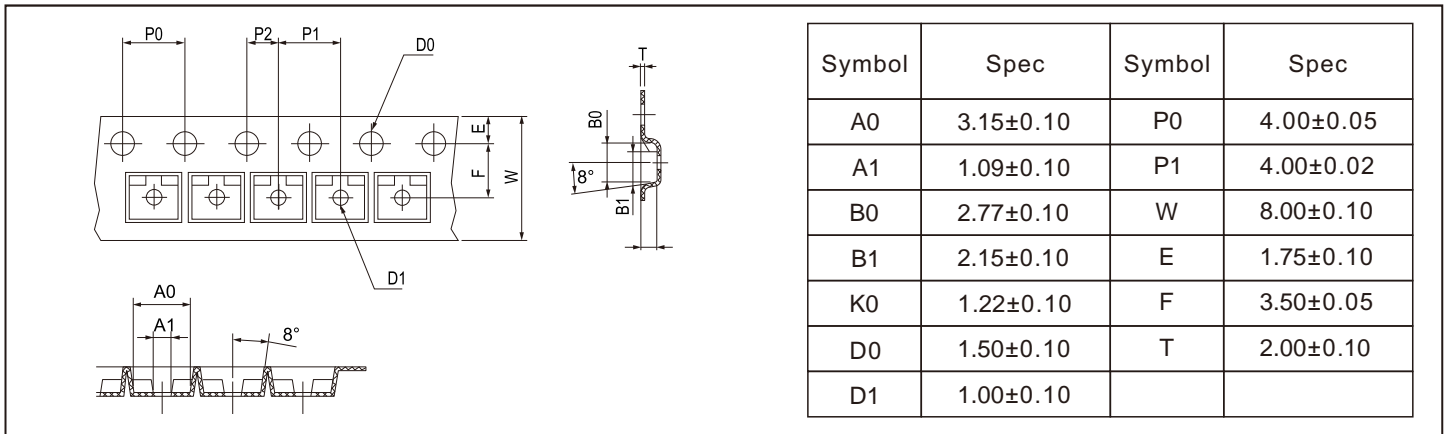 P0 P2 P1 D0
T
E
F
W
B0
8°
B1
D1
A0
A1
8°
Symbol Spec Symbol Spec
A0 3.15±0.10 P0 4.00±0.05
A1 1.09±0.10 P1 4.00±0.02
B0 2.77±0.10 W 8.00±0.10
B1 2.15±0.10 E 1.75±0.10
K0 1.22±0.10 F 3.50±0.05
D0 1.50±0.10 T 2.00±0.10
D1 1.00±0.10